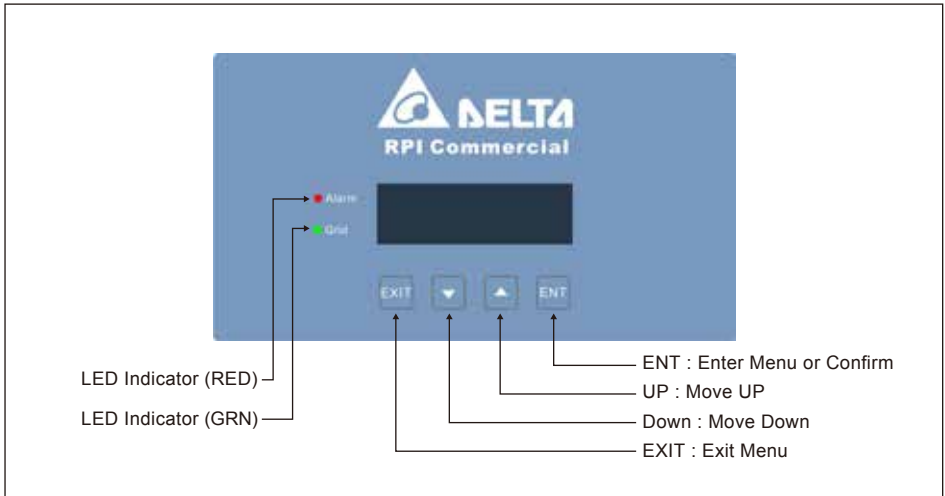 DELTA
RPI Commercial
Alarm
Grid
EXIT
ENT
LED Indicator (RED)
LED Indicator (GRN)
ENT : Enter Menu or Confirm
UP : Move UP
Down : Move Down
EXIT : Exit Menu